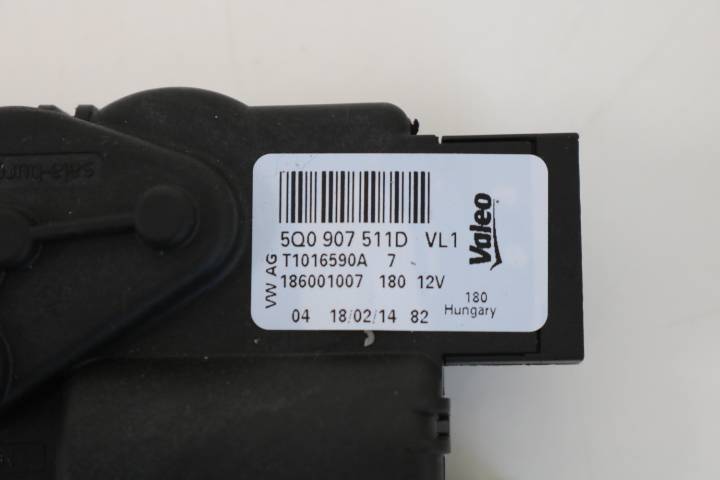 5Q0 907 511D VL1
VW AG
T1016590A 7
186001007 180 12V
04 18/02/14 82
Valeo
180
Hungary